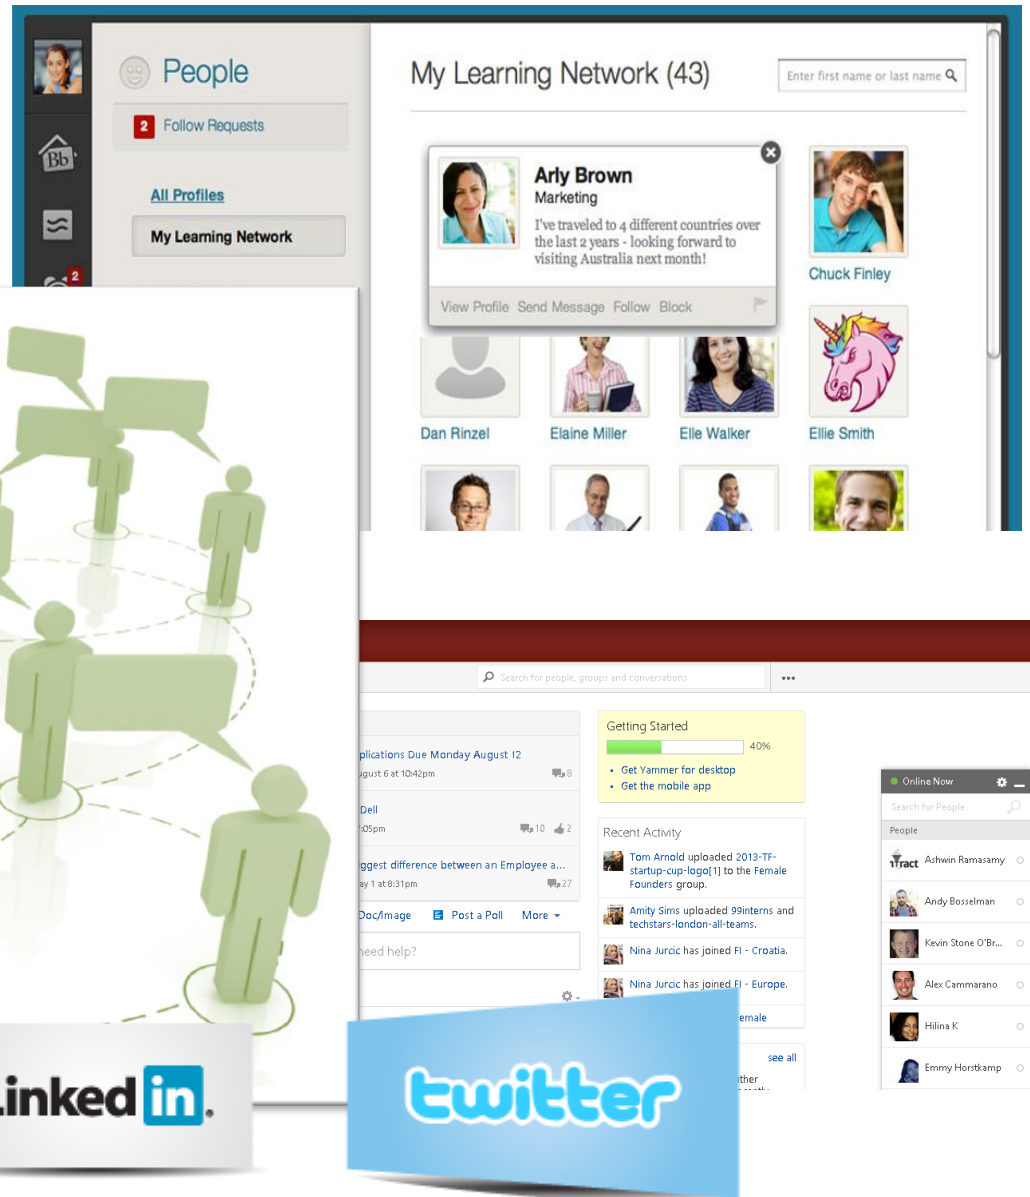 People
My Learning Network (43)
Enter first name or last name
2
Follow Requests
Bb
All Profiles
My Learning Network
2
Arly Brown
Marketing
I've traveled to 4 different countries over
the last 2 years - looking forward to
visiting Australia next month!
View Profile Send Message Follow Block
Chuck Finley
Dan Rinzel
Elaine Miller
Elle Walker
Ellie Smith
Search for people, groups and conversations
plications Due Monday August 12
gust 6 at 10:42pm
8
Dell
:05pm
10
2
ggest difference between an Employee a...
ay 1 at 8:31pm
27
Doc/Image
Post a Poll
More
need help?
Getting Started
40%
Get Yammer for desktop
Get the mobile app
Recent Activity
Tom Arnold uploaded 2013-TF-
startup-cup-logo[1] to the Female
Founders group.
Amity Sims uploaded 99interns and
techstars-london-all-teams.
Nina Jurcic has joined FI - Croatia.
Nina Jurcic has joined FI - Europe.
emale
see all
other
Online Now
Search for People
People
Ashwin Ramasamy
Andy Bosselman
Kevin Stone O'Br...
Alex Cammarano
Hilina K
Emmy Horstkamp
Linked in.
twitter